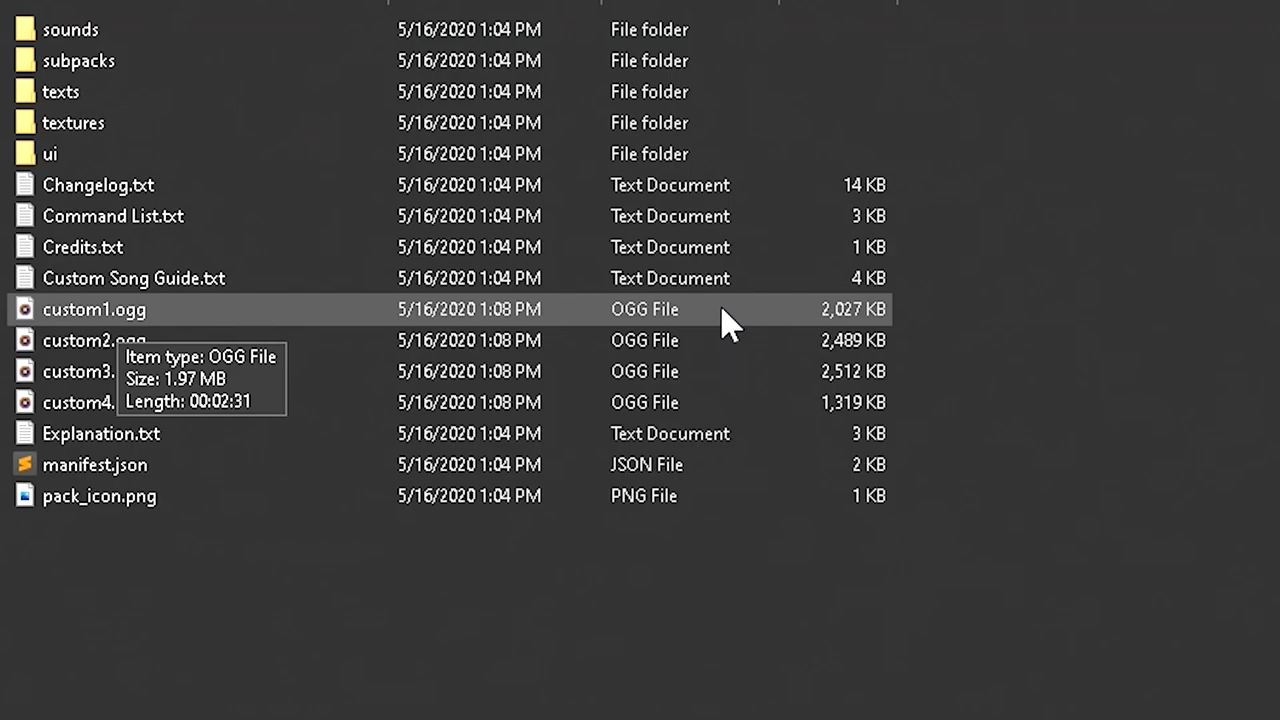 sounds 5/16/2020 1:04 PM File folder
subpacks 5/16/2020 1:04 PM File folder
texts 5/16/2020 1:04 PM File folder
textures 5/16/2020 1:04 PM File folder
ui 5/16/2020 1:04 PM File folder
Changelog.txt 5/16/2020 1:04 PM Text Document 14 KB
Command List.txt 5/16/2020 1:04 PM Text Document 3 KB
Credits.txt 5/16/2020 1:04 PM Text Document 1 KB
Custom Song Guide.txt 5/16/2020 1:04 PM Text Document 4 KB
custom1.ogg 5/16/2020 1:08 PM OGG File 2,027 KB
custom2.ogg 5/16/2020 1:08 PM OGG File 2,489 KB
Item type: OGG File
custom3. 5/16/2020 1:08 PM OGG File 2,512 KB
Size: 1.97 MB
custom4. 5/16/2020 1:08 PM OGG File 1,319 KB
Length: 00:02:31
Explanation.txt 5/16/2020 1:04 PM Text Document 3 KB
manifest.json 5/16/2020 1:04 PM JSON File 2 KB
pack_icon.png 5/16/2020 1:04 PM PNG File 1 KB